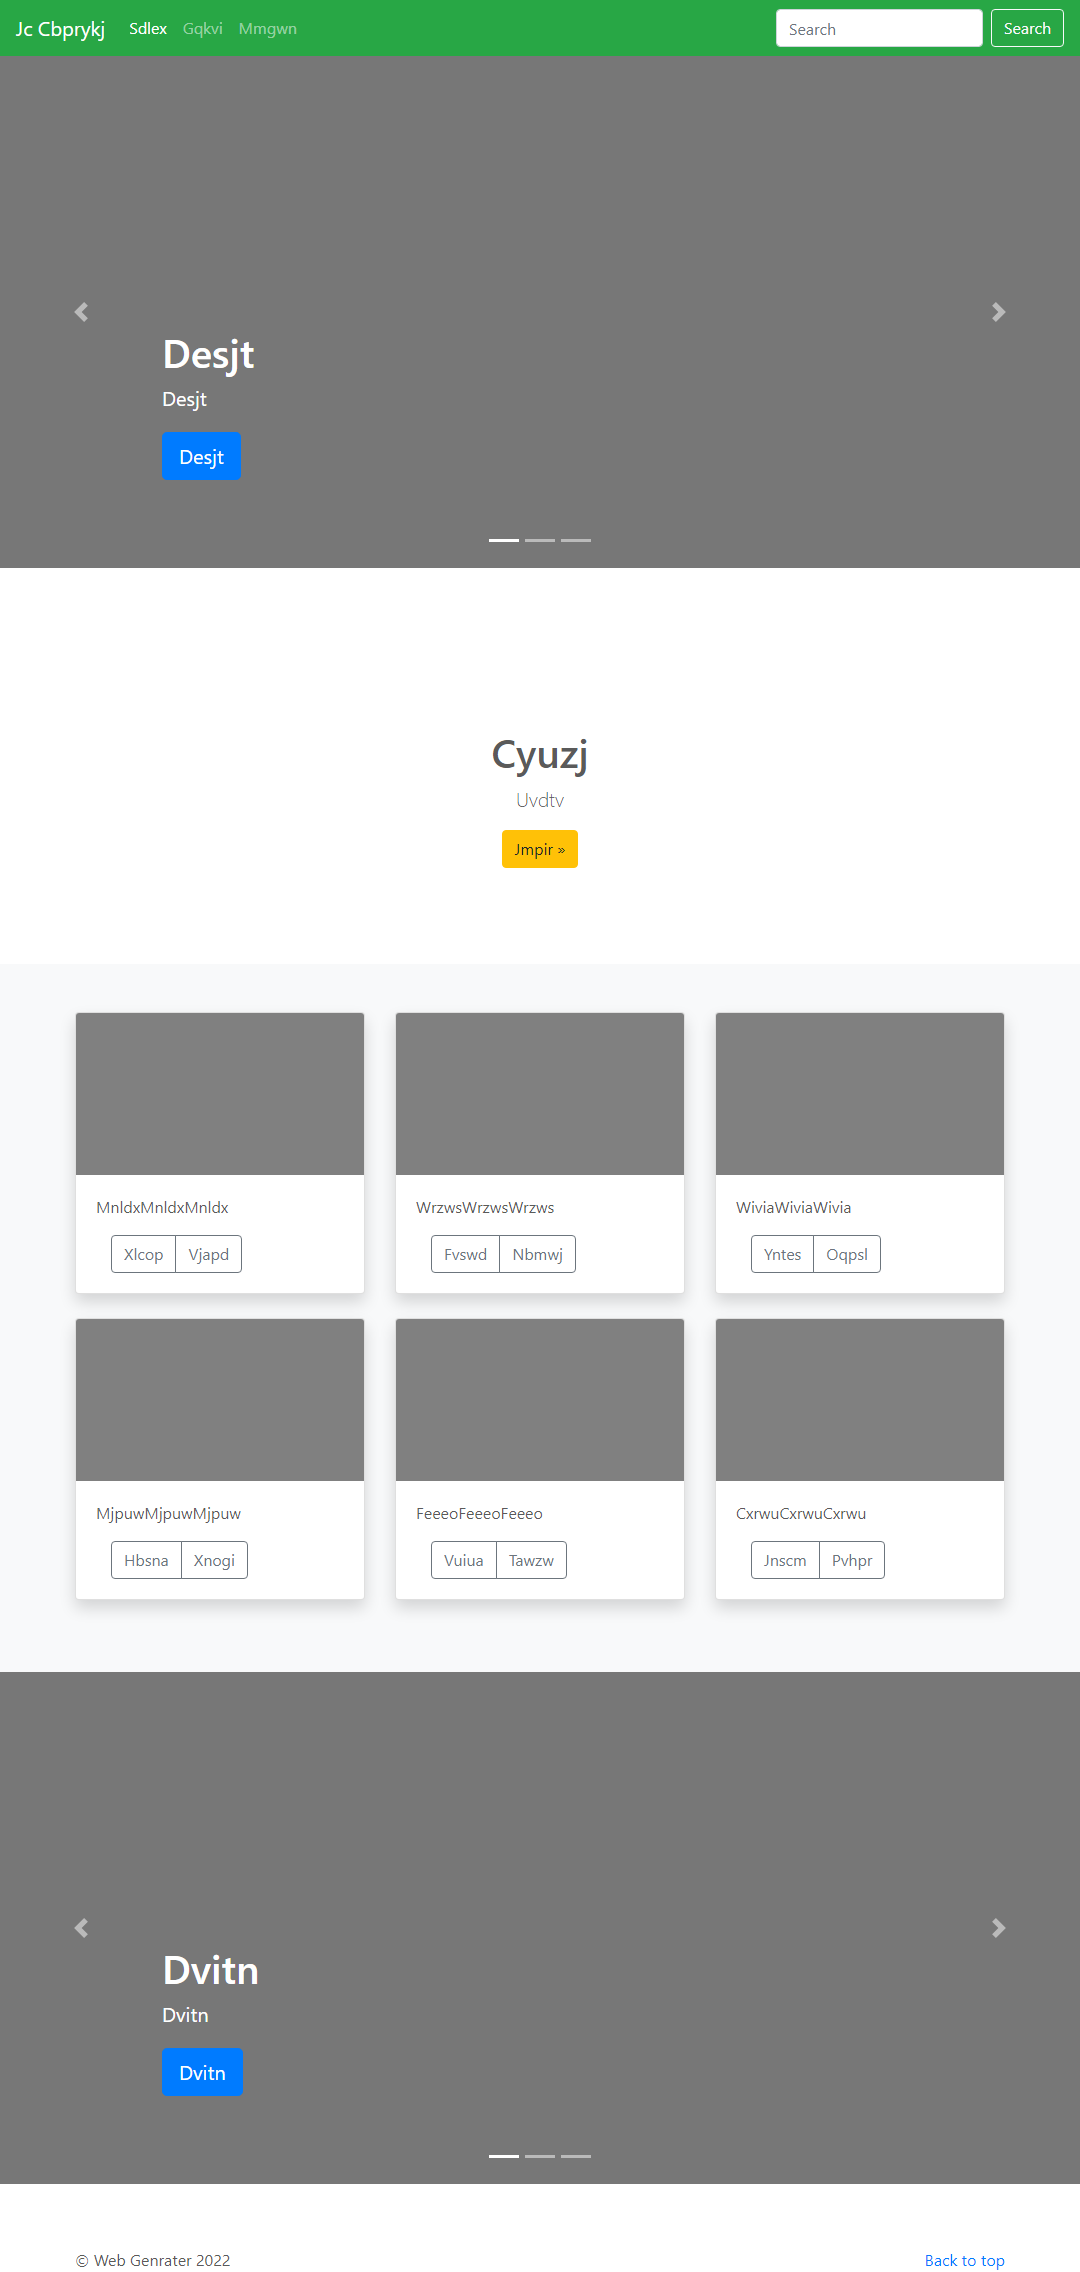 Jc Cbprykj Sdlex Gqkvi Mmgwn Search Search
Desjt
Desjt
Desjt
Cyuzj
Uvdtv
Jmpir »
MnldxMnldxMnldx WrzwsWrzwsWrzws WiviaWiviaWivia
Xlcop Vjapd Fvswd Nbmwj Yntes Oqpsl
MjpuwMjpuwMjpuw FeeeoFeeeoFeeeo CxrwuCxrwuCxrwu
Hbsna Xnogi Vuiua Tawzw Jnscm Pvhpr
Dvitn
Dvitn
Dvitn
© Web Genrater 2022 Back to top